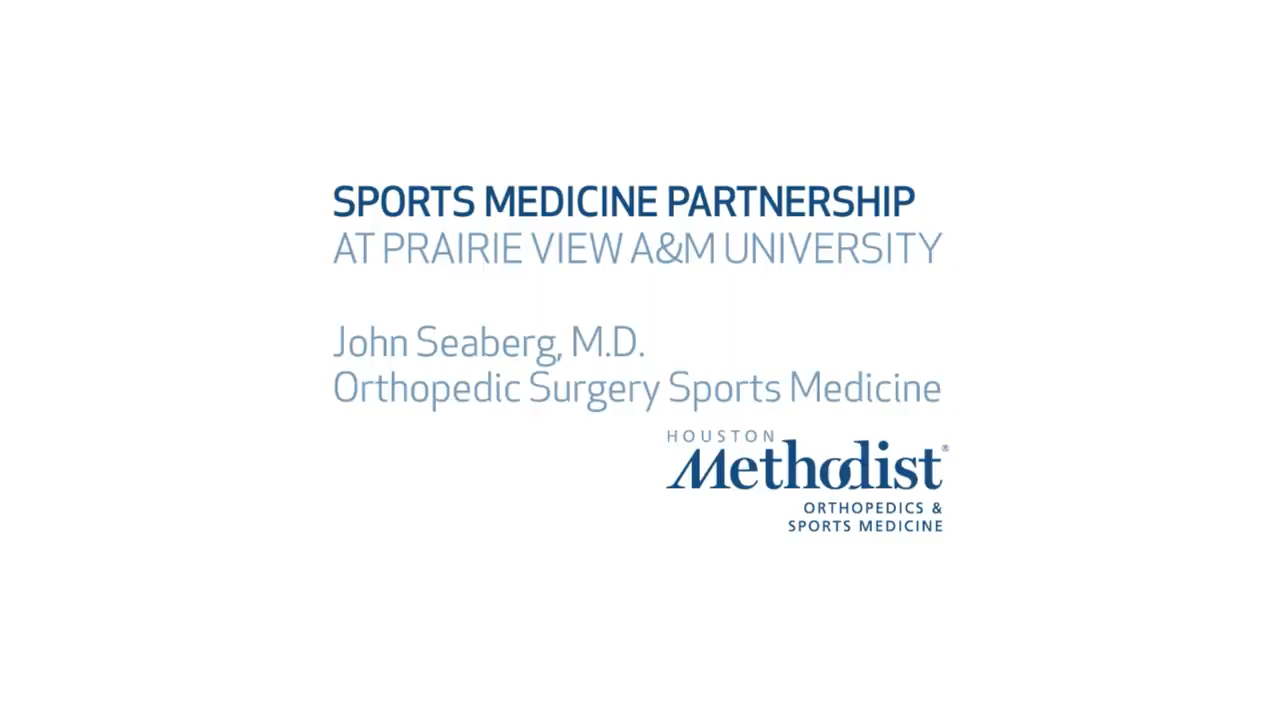 SPORTS MEDICINE PARTNERSHIP
AT PRAIRIE VIEW A&M UNIVERSITY
John Seaberg, M.D.
Orthopedic Surgery Sports Medicine
HOUSTON
Methodist®
ORTHOPEDICS &
SPORTS MEDICINE